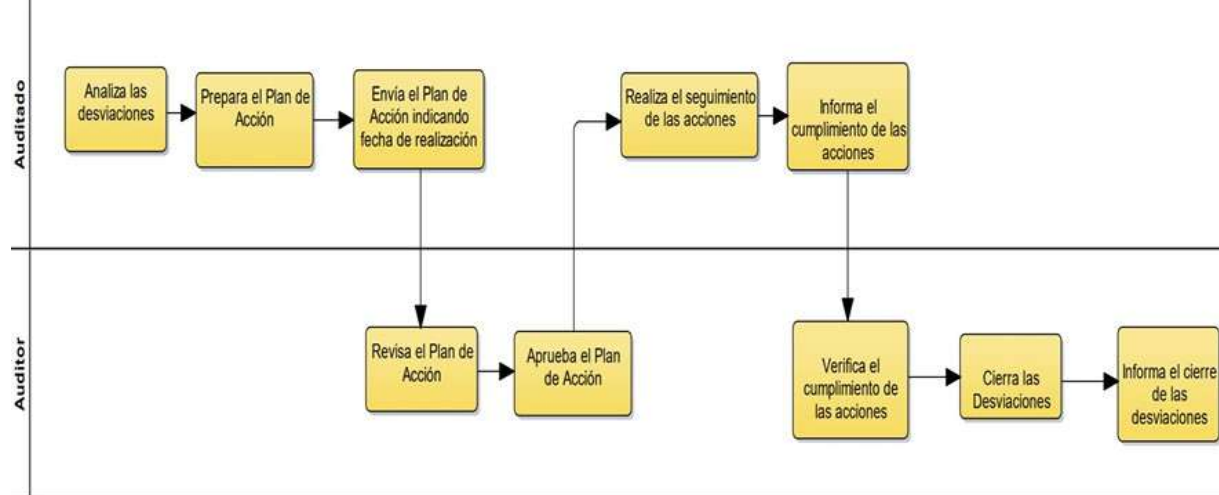 Auditado
Analiza las
desviaciones
Prepara el Plan de
Acción
Envía el Plan de
Acción indicando
fecha de realización
Realiza el seguimiento
de las acciones
Informa el
cumplimiento de las
acciones
Auditor
Revisa el Plan de
Acción
Aprueba el Plan
de Acción
Verifica el
cumplimiento de
las acciones
Cierra las
Desviaciones
Informa el cierre
de las
desviaciones